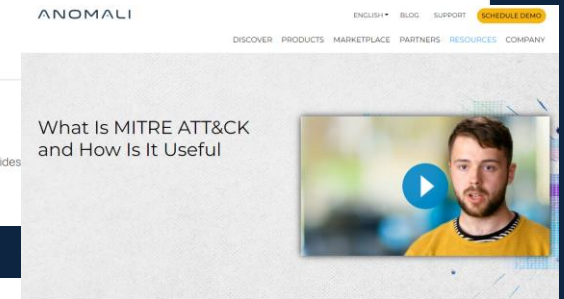 ANOMALI
ENGLISH BLOG SUPPORT SCHEDULE DEMO
DISCOVER PRODUCTS MARKETPLACE PARTNERS RESOURCES COMPANY
What Is MITRE ATT&CK
and How Is It Useful
ides